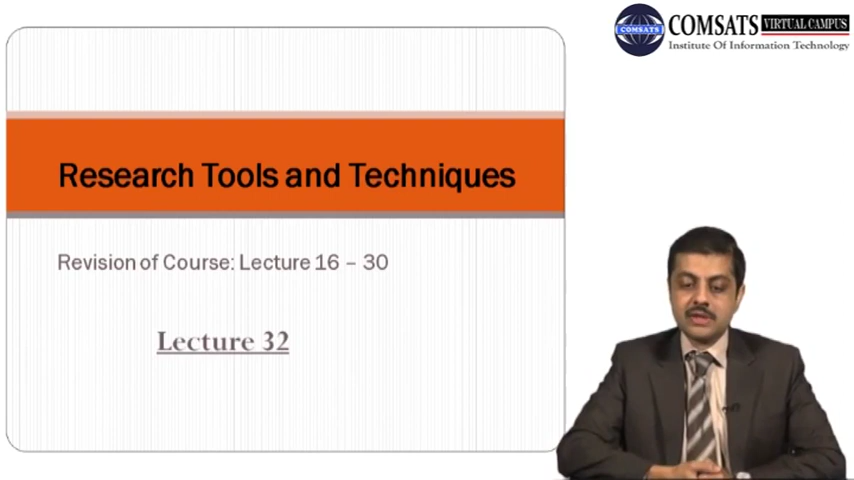 COMSATS VIRTUAL CAMPUS
COMSATS
Institute Of Information Technology
Research Tools and Techniques
Revision of Course: Lecture 16 – 30
Lecture 32